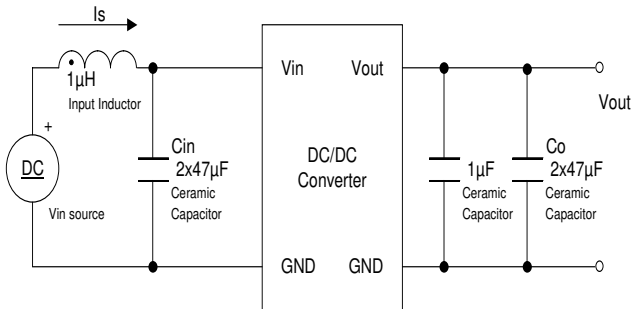 Is
1µH
Input Inductor
+
DC
Vin source
Cin
2x47µF
Ceramic
Capacitor
Vin
Vout
DC/DC
Converter
GND
GND
1µF
Ceramic
Capacitor
Co
2x47µF
Ceramic
Capacitor
Vout